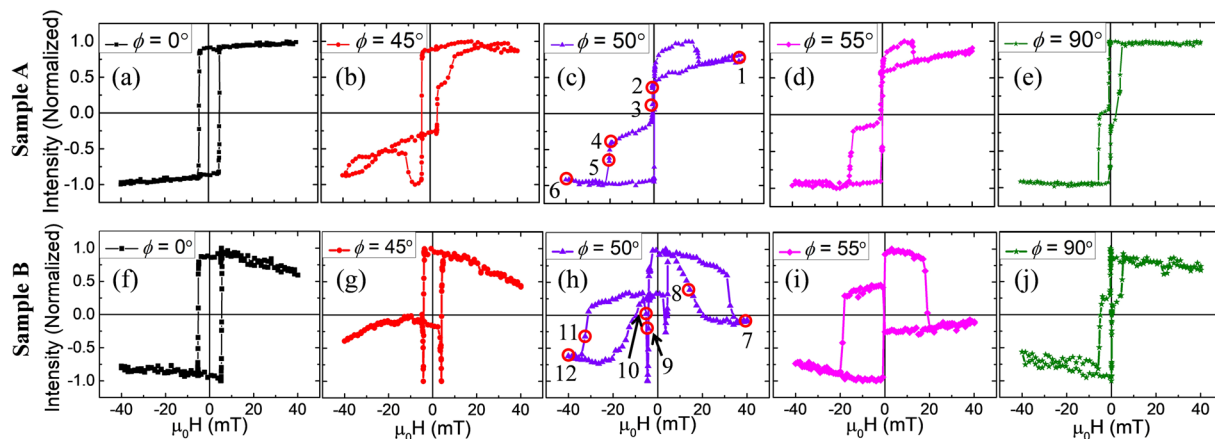 Sample A
Intensity (Normalized)
1.0
0.5
0.0
-0.5
-1.0
ϕ = 0°
(a)
ϕ = 45°
(b)
ϕ = 50°
(c)
1
2
3
4
5
6
ϕ = 55°
(d)
ϕ = 90°
(e)
Sample B
Intensity (Normalized)
1.0
0.5
0.0
-0.5
-1.0
ϕ = 0°
(f)
ϕ = 45°
(g)
ϕ = 50°
(h)
8
7
11
12
10
9
ϕ = 55°
(i)
ϕ = 90°
(j)
-40 -20 0 20 40
-40 -20 0 20 40
-40 -20 0 20 40
-40 -20 0 20 40
-40 -20 0 20 40
μ₀H (mT)
μ₀H (mT)
μ₀H (mT)
μ₀H (mT)
μ₀H (mT)